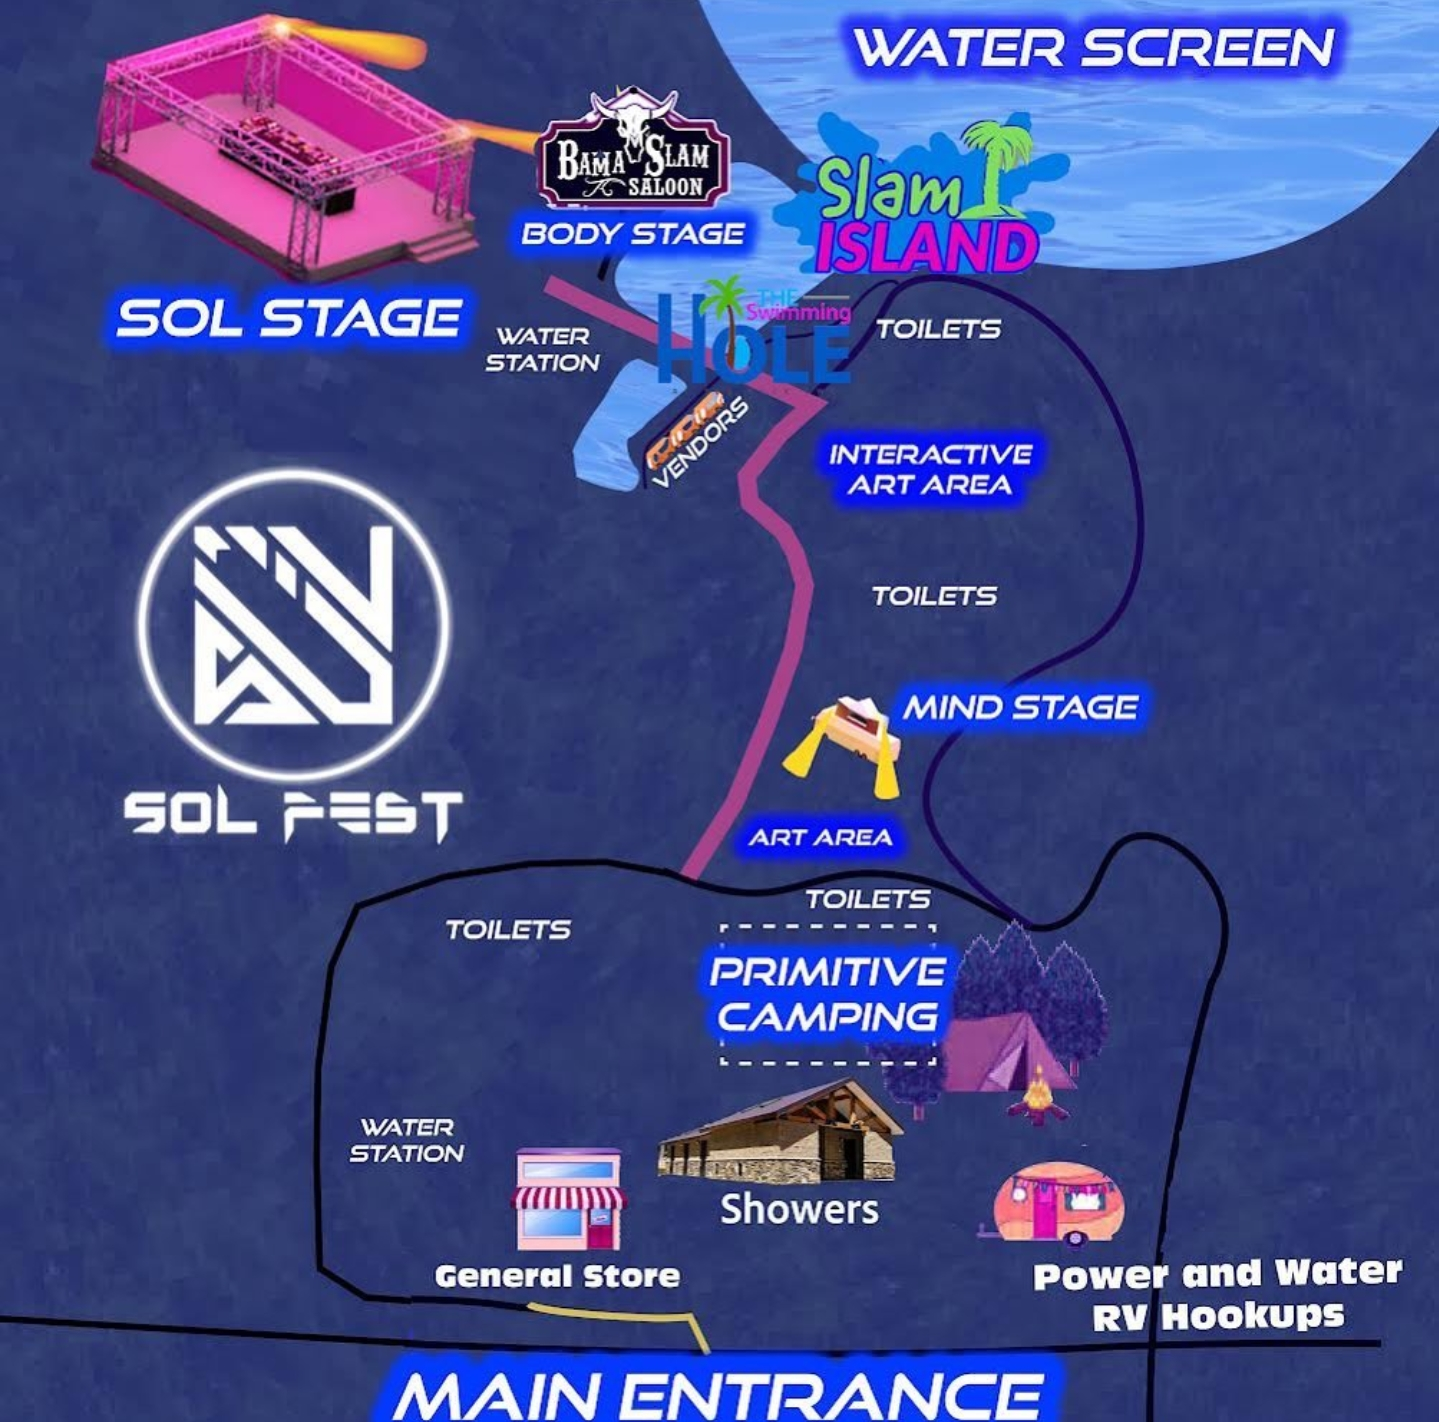 WATER SCREEN
BAMA SLAM
SALOON
BODY STAGE
Slam
ISLAND
SOL STAGE
WATER
STATION
THE
Swimming
HOLE
TOILETS
VENDORS
INTERACTIVE
ART AREA
TOILETS
MIND STAGE
SOL FEST
ART AREA
TOILETS
TOILETS
PRIMITIVE
CAMPING
WATER
STATION
Showers
General Store
Power and Water
RV Hookups
MAIN ENTRANCE